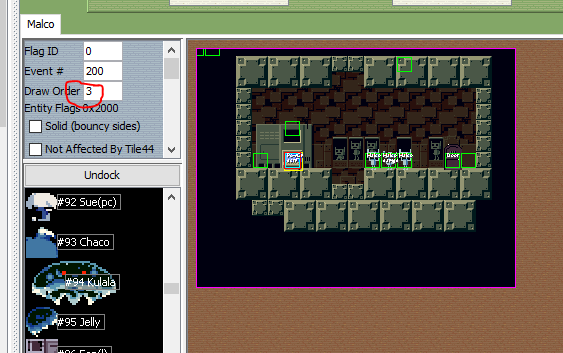 Malco
Flag ID 0
Event # 200
Draw Order 3
Entity Flags 0x2000
Solid (bouncy sides)
Not Affected By Tile44
Undock
#92 Sue(pc)
#93 Chaco
#94 Kulala
#95 Jelly